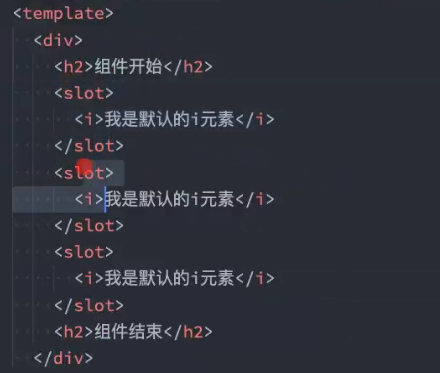 <template>
<div>
<h2>组件开始</h2>
<slot>
<i>我是默认的i元素</i>
</slot>
<slot>
<i>我是默认的i元素</i>
</slot>
<slot>
<i>我是默认的i元素</i>
</slot>
<h2>组件结束</h2>
</div>